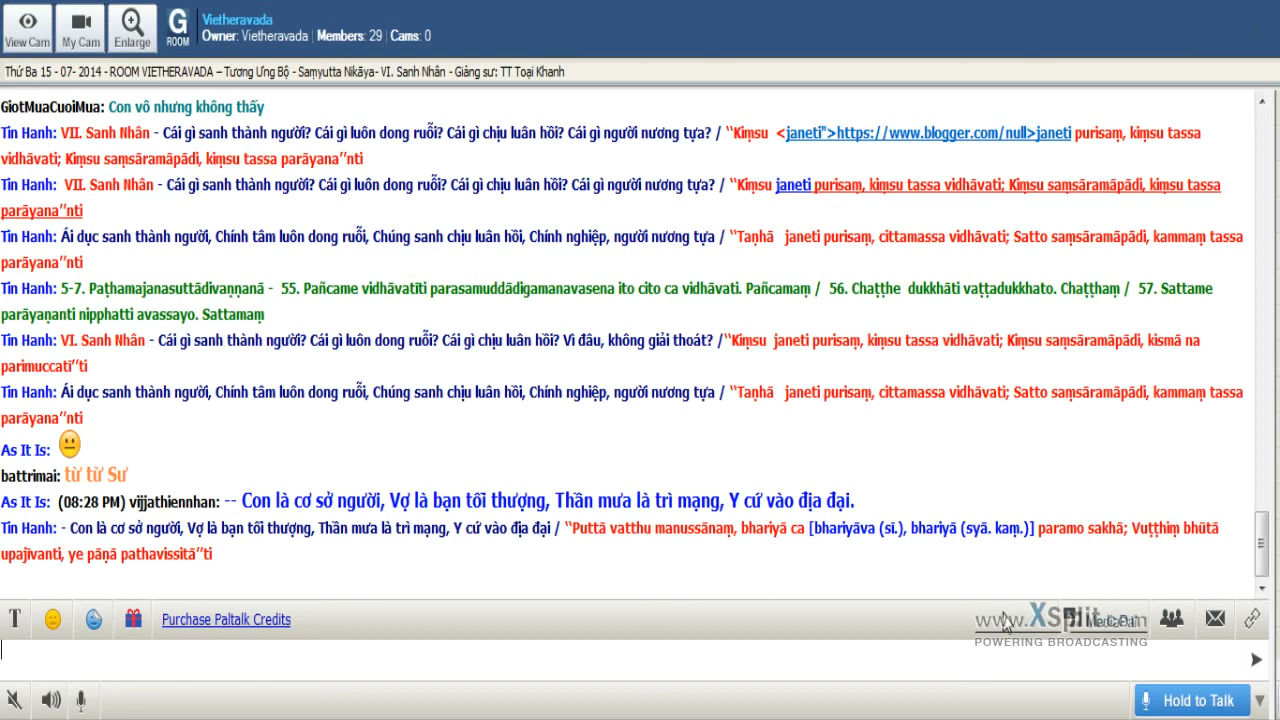 View Cam
My Cam
Enlarge
G
ROOM
Vietheravada
Owner: Vietheravada | Members: 29 | Cams: 0
Thứ Ba 15 - 07- 2014 - ROOM VIETHERAVADA – Tương Ưng Bộ - Saṃyutta Nikāya- VI. Sanh Nhân - Giảng sư: TT Toại Khanh
GiotMuaCuoiMua: Con vô nhưng không thấy
Tin Hanh: VII. Sanh Nhân - Cái gì sanh thành người? Cái gì luôn dong ruỗi? Cái gì chịu luân hồi? Cái gì người nương tựa? / ‘‘Kiṃsu <janeti">https://www.blogger.com/null>janeti purisaṃ, kiṃsu tassa
vidhāvati; Kiṃsu saṃsāramāpādi, kiṃsu tassa parāyana’’nti
Tin Hanh: VII. Sanh Nhân - Cái gì sanh thành người? Cái gì luôn dong ruỗi? Cái gì chịu luân hồi? Cái gì người nương tựa? / ‘‘Kiṃsu janeti purisaṃ, kiṃsu tassa vidhāvati; Kiṃsu saṃsāramāpādi, kiṃsu tassa
parāyana’’nti
Tin Hanh: Ái dục sanh thành người, Chính tâm luôn dong ruỗi, Chúng sanh chịu luân hồi, Chính nghiệp, người nương tựa / ‘‘Taṇhā janeti purisaṃ, cittamassa vidhāvati; Satto saṃsāramāpādi, kammaṃ tassa
parāyana’’nti
Tin Hanh: 5-7. Paṭhamajanasuttādivaṇṇanā - 55. Pañcame vidhāvatīti parasamuddādigamanavasena ito cito ca vidhāvati. Pañcamaṃ / 56. Chaṭṭhe dukkhāti vaṭṭadukkhato. Chaṭṭhaṃ / 57. Sattame
parāyaṇanti nipphatti avassayo. Sattamaṃ
Tin Hanh: VI. Sanh Nhân - Cái gì sanh thành người? Cái gì luôn dong ruỗi? Cái gì chịu luân hồi? Vì đâu, không giải thoát? /‘‘Kiṃsu janeti purisaṃ, kiṃsu tassa vidhāvati; Kiṃsu saṃsāramāpādi, kismā na
parimuccatī’’ti
Tin Hanh: Ái dục sanh thành người, Chính tâm luôn dong ruỗi, Chúng sanh chịu luân hồi, Chính nghiệp, người nương tựa / ‘‘Taṇhā janeti purisaṃ, cittamassa vidhāvati; Satto saṃsāramāpādi, kammaṃ tassa
parāyana’’nti
As It Is:
battrimai: từ từ Sư
As It Is: (08:28 PM) vijjathiennhan: -- Con là cơ sở người, Vợ là bạn tối thượng, Thần mưa là trì mạng, Y cứ vào địa đại.
Tin Hanh: - Con là cơ sở người, Vợ là bạn tối thượng, Thần mưa là trì mạng, Y cứ vào địa đại / ‘‘Puttā vatthu manussānaṃ, bhariyā ca [bhariyāva (sī.), bhariyā (syā. kaṃ.)] paramo sakhā; Vuṭṭhiṃ bhūtā
upajīvanti, ye pāṇā pathavissitā’’ti
T
Purchase Paltalk Credits
www.XSplit.com
POWERING BROADCASTING
Hold to Talk